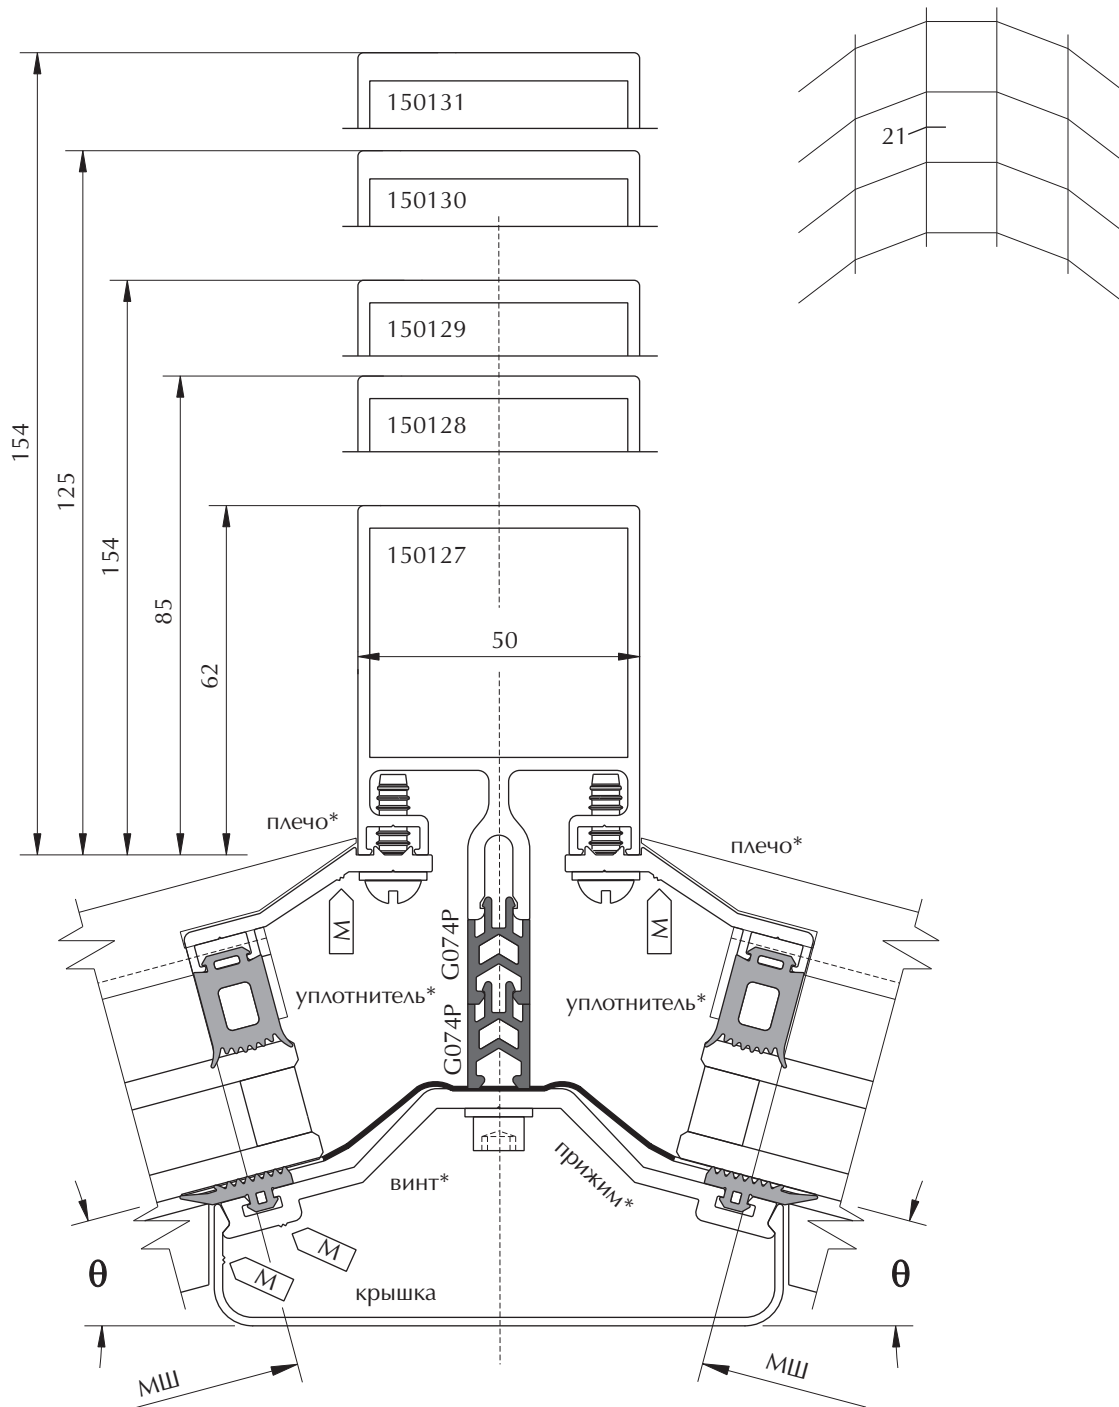 150131
21
150130
150129
150128
154
125
154
85
62
150127
50
плечо*
плечо*
M
M
G074P
G074P
уплотнитель*
уплотнитель*
винт*
прижим*
M
M
θ
θ
крышка
МШ
МШ